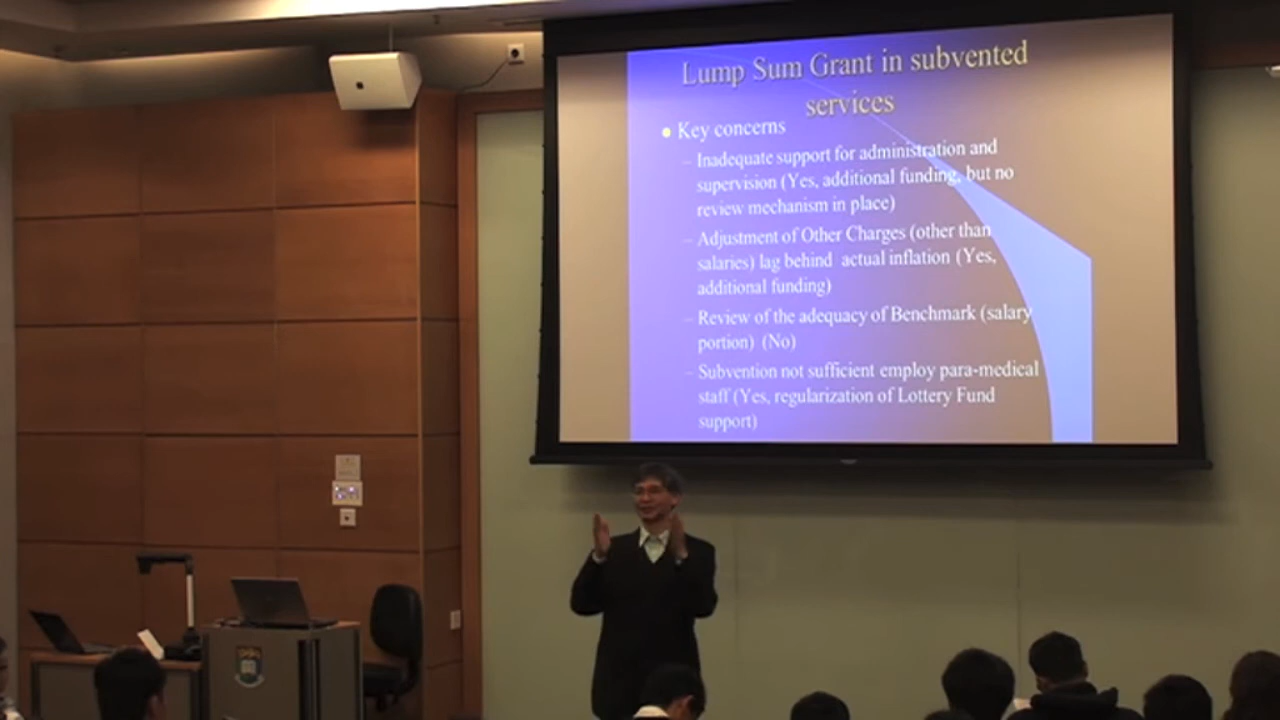 Lump Sum Grant in subvented
services
Key concerns
– Inadequate support for administration and
supervision (Yes, additional funding, but no
review mechanism in place)
– Adjustment of Other Charges (other than
salaries) lag behind actual inflation (Yes,
additional funding)
– Review of the adequacy of Benchmark (salary
portion) (No)
– Subvention not sufficient employ para-medical
staff (Yes, regularization of Lottery Fund
support)